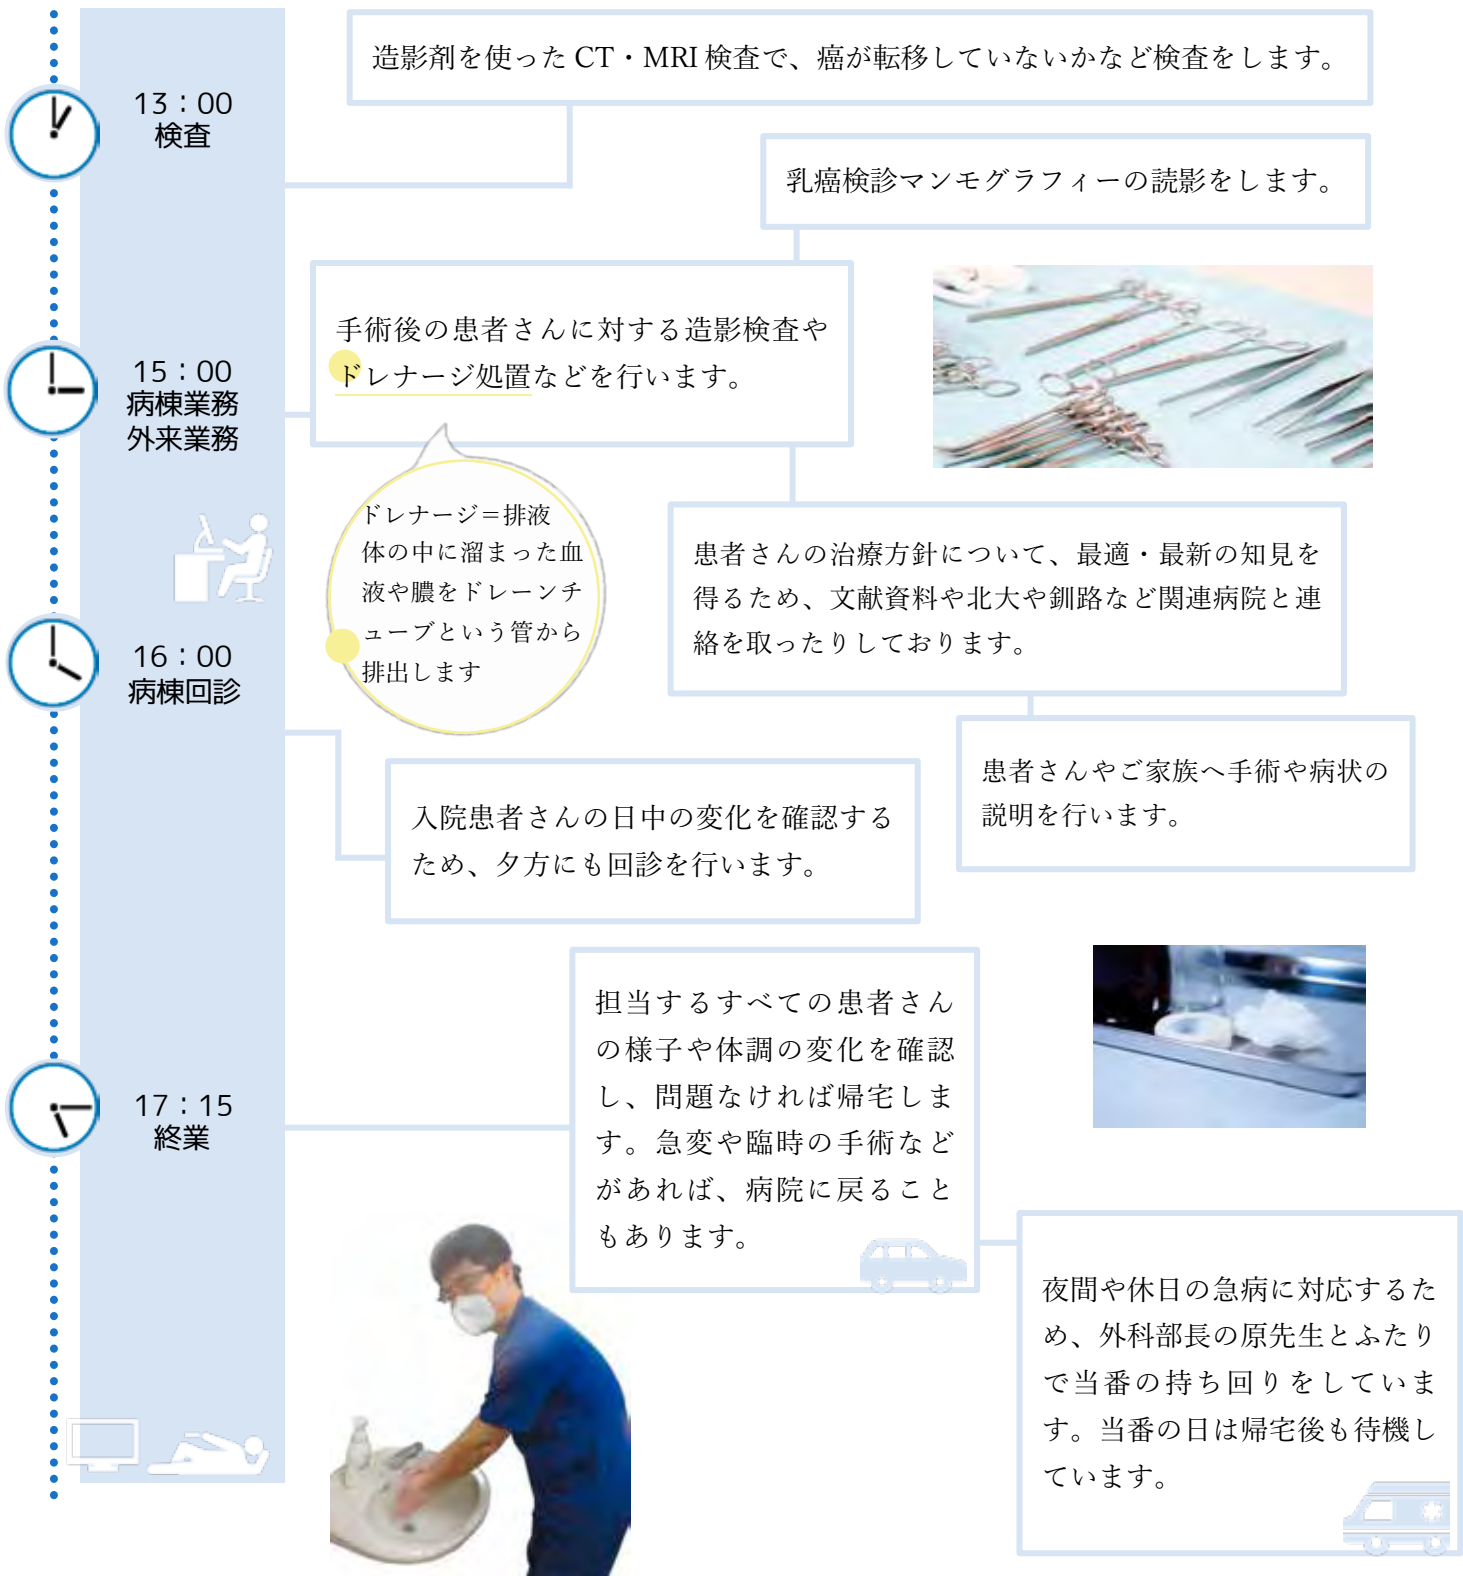 造影剤を使った CT・MRI 検査で、癌が転移していないかなど検査をします。
13：00
検査
乳癌検診マンモグラフィーの読影をします。
手術後の患者さんに対する造影検査や
ドレナージ処置などを行います。
15：00
病棟業務
外来業務
ドレナージ＝排液
体の中に溜まった血
液や膿をドレーンチ
ューブという管から
排出します
患者さんの治療方針について、最適・最新の知見を
得るため、文献資料や北大や釧路など関連病院と連
絡を取ったりしております。
16：00
病棟回診
患者さんやご家族へ手術や病状の
説明を行います。
入院患者さんの日中の変化を確認する
ため、夕方にも回診を行います。
17：15
終業
担当するすべての患者さん
の様子や体調の変化を確認
し、問題なければ帰宅しま
す。急変や臨時の手術など
があれば、病院に戻ること
もあります。
夜間や休日の急病に対応するた
め、外科部長の原先生とふたり
で当番の持ち回りをしていま
す。当番の日は帰宅後も待機し
ています。